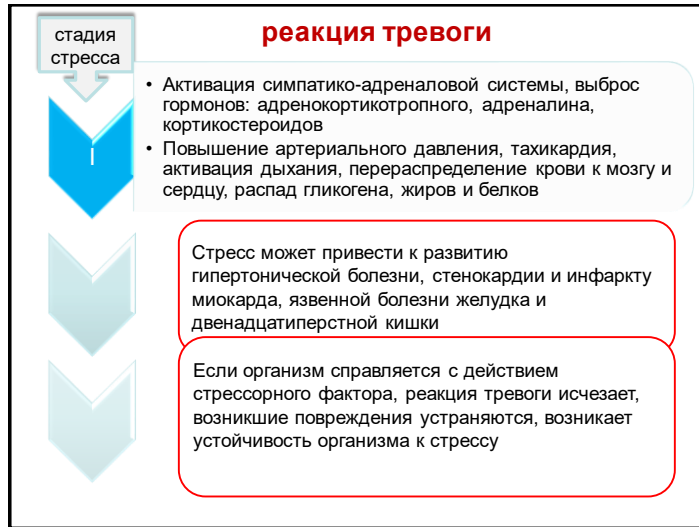 стадия
стресса
реакция тревоги
I
• Активация симпатико-адреналовой системы, выброс
гормонов: адренокортикотропного, адреналина,
кортикостероидов
• Повышение артериального давления, тахикардия,
активация дыхания, перераспределение крови к мозгу и
сердцу, распад гликогена, жиров и белков
Стресс может привести к развитию
гипертонической болезни, стенокардии и инфаркту
миокарда, язвенной болезни желудка и
двенадцатиперстной кишки
Если организм справляется с действием
стрессорного фактора, реакция тревоги исчезает,
возникшие повреждения устраняются, возникает
устойчивость организма к стрессу